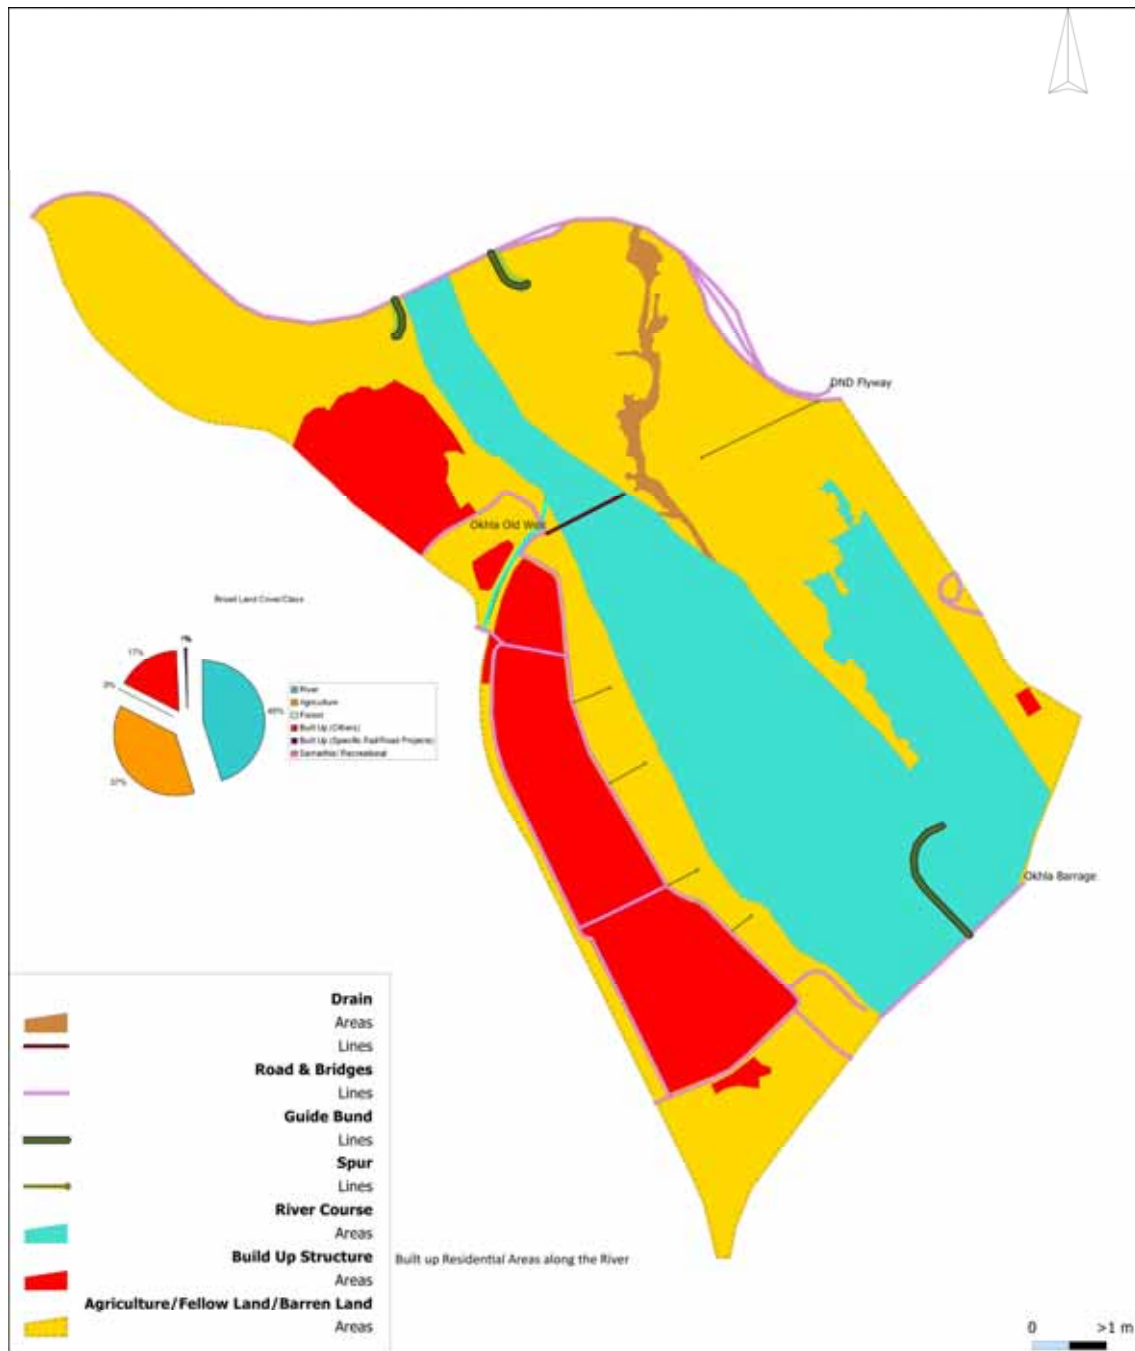 DND Flyway
Okhla Old Weir
Broad Land Cover/Class
17%
1%
0%
45%
37%
River
Agriculture
Forest
Built Up (Others)
Built Up (Specific Rail/Road Projects)
Samadhis/ Recreational
Okhla Barrage
Drain
Areas
Lines
Road & Bridges
Lines
Guide Bund
Lines
Spur
Lines
River Course
Areas
Build Up Structure
Areas
Agriculture/Fellow Land/Barren Land
Areas
Built up Residential Areas along the River
0 >1 m